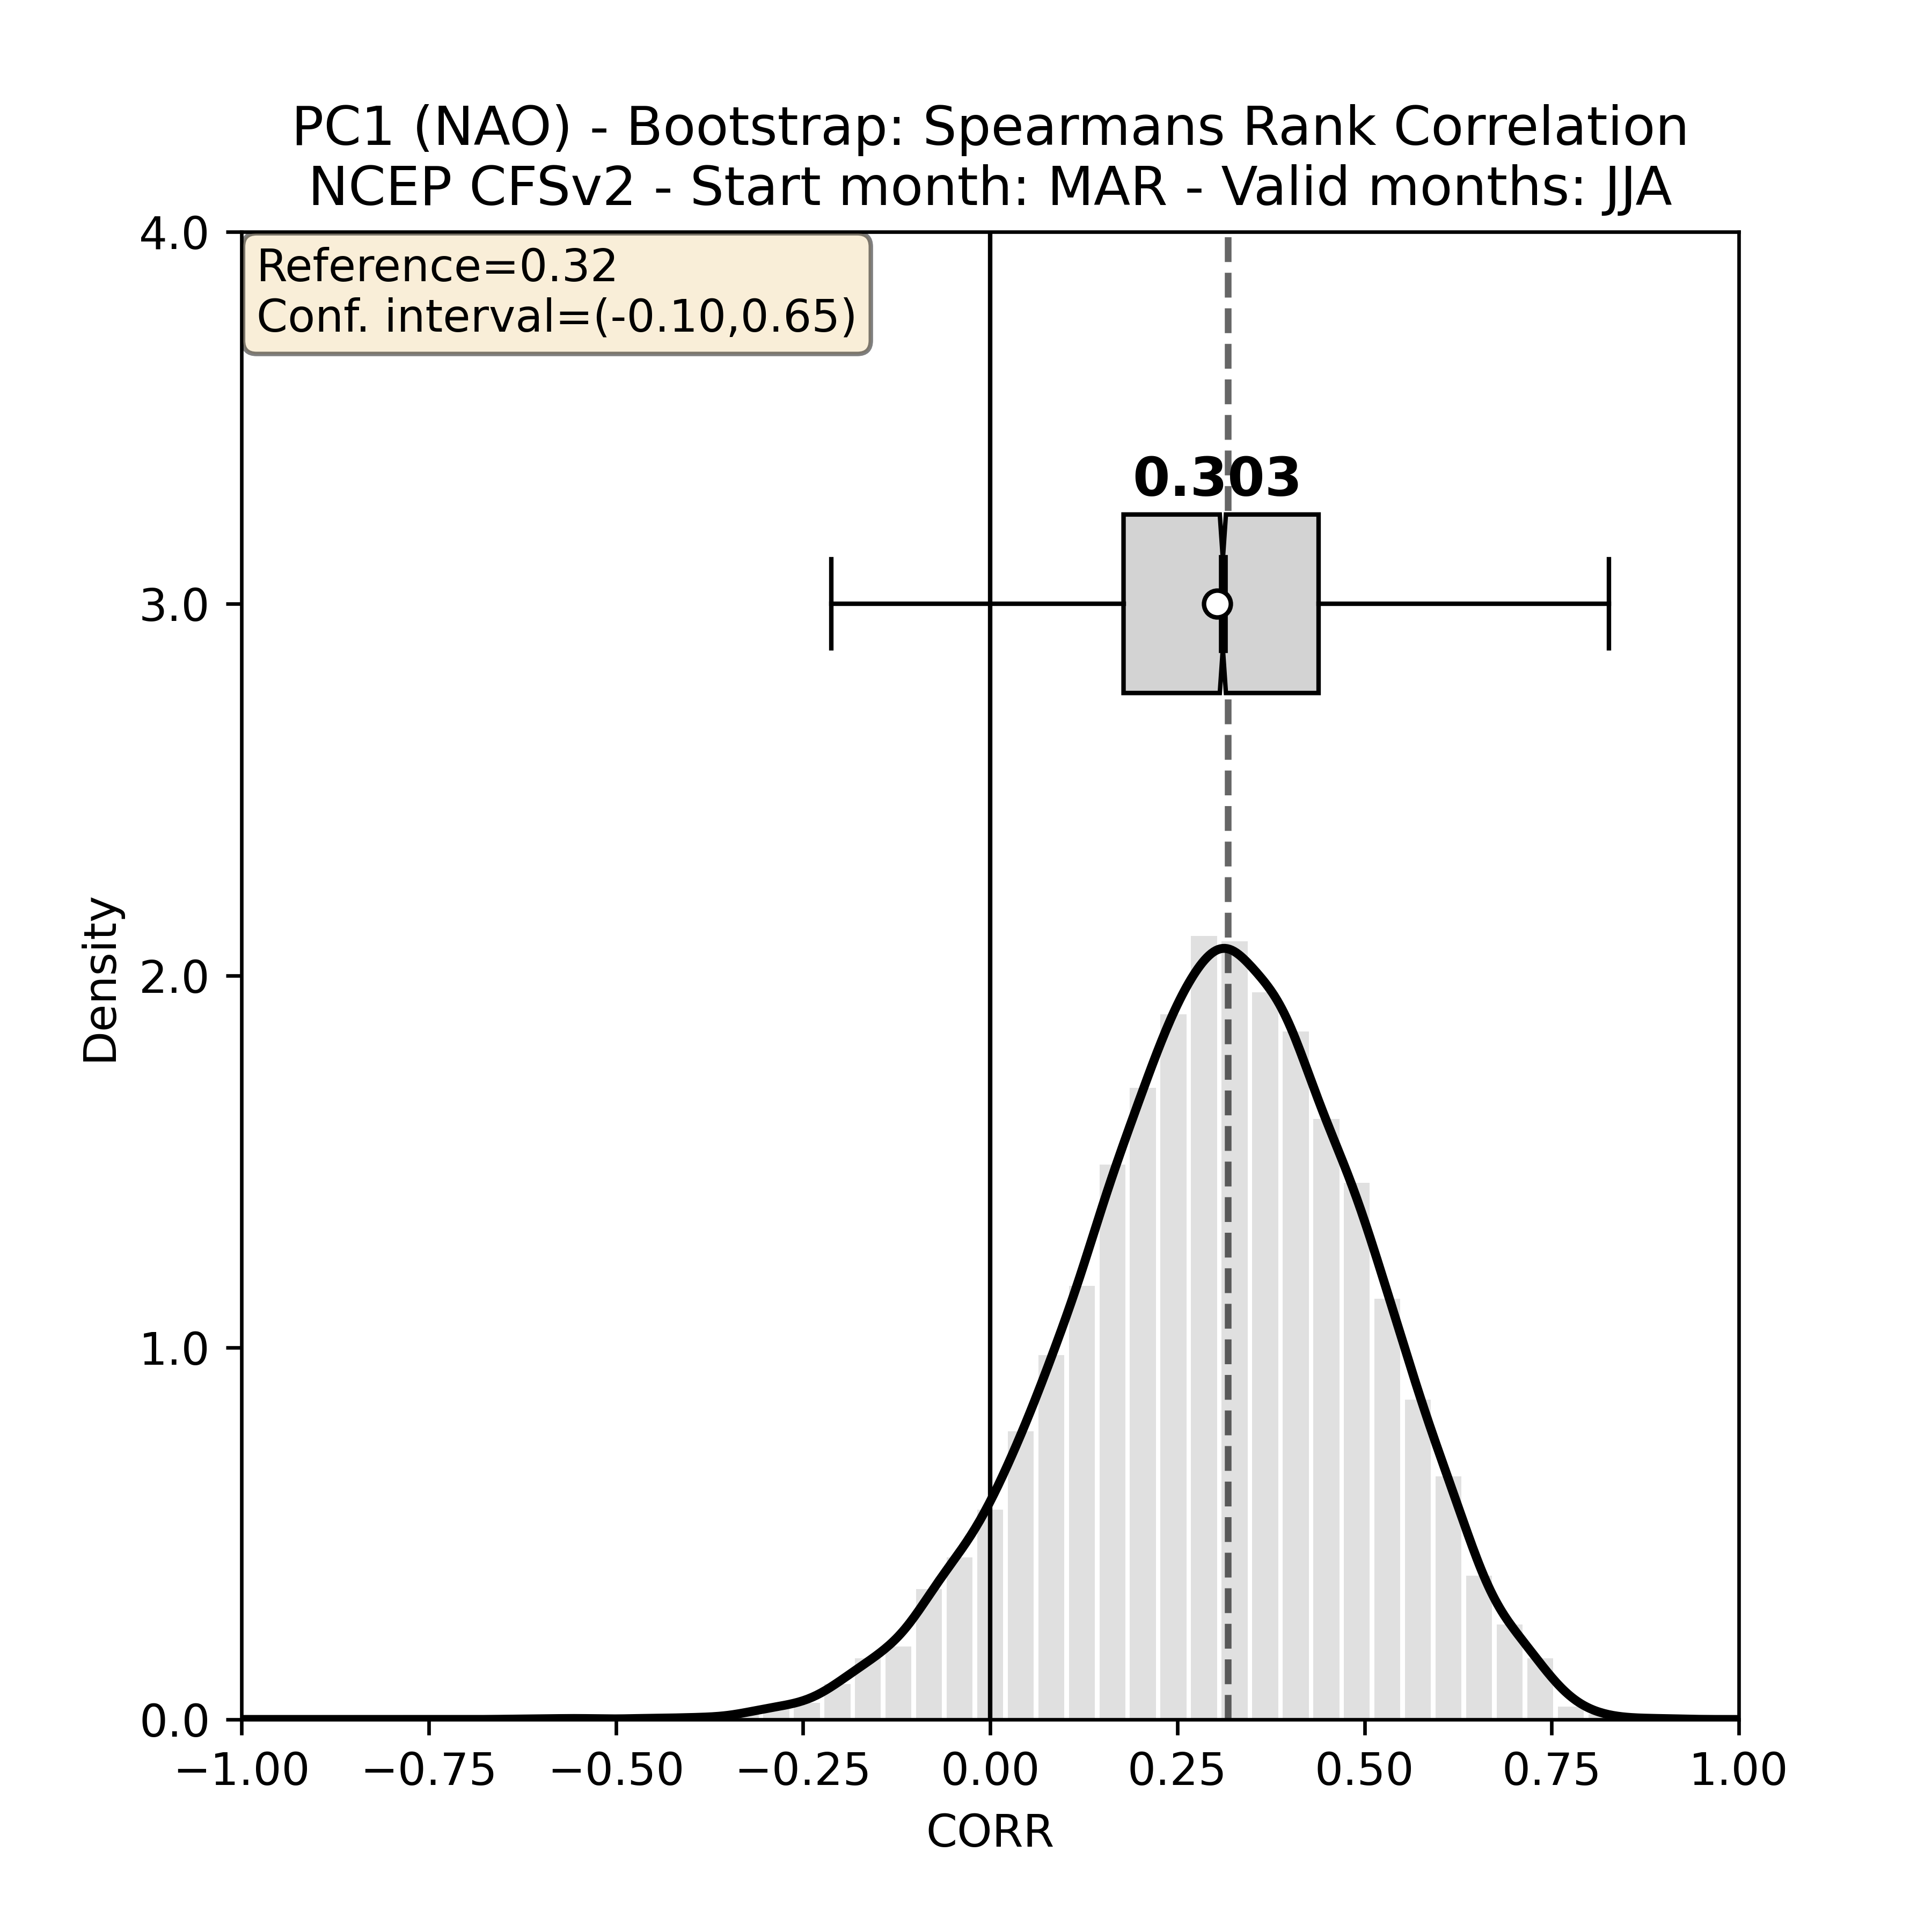 PC1 (NAO) - Bootstrap: Spearmans Rank Correlation
NCEP CFSv2 - Start month: MAR - Valid months: JJA
4.0
Reference=0.32
Conf. interval=(-0.10,0.65)
0.303
3.0
Density
2.0
1.0
0.0
−1.00 −0.75 −0.50 −0.25 0.00 0.25 0.50 0.75 1.00
CORR